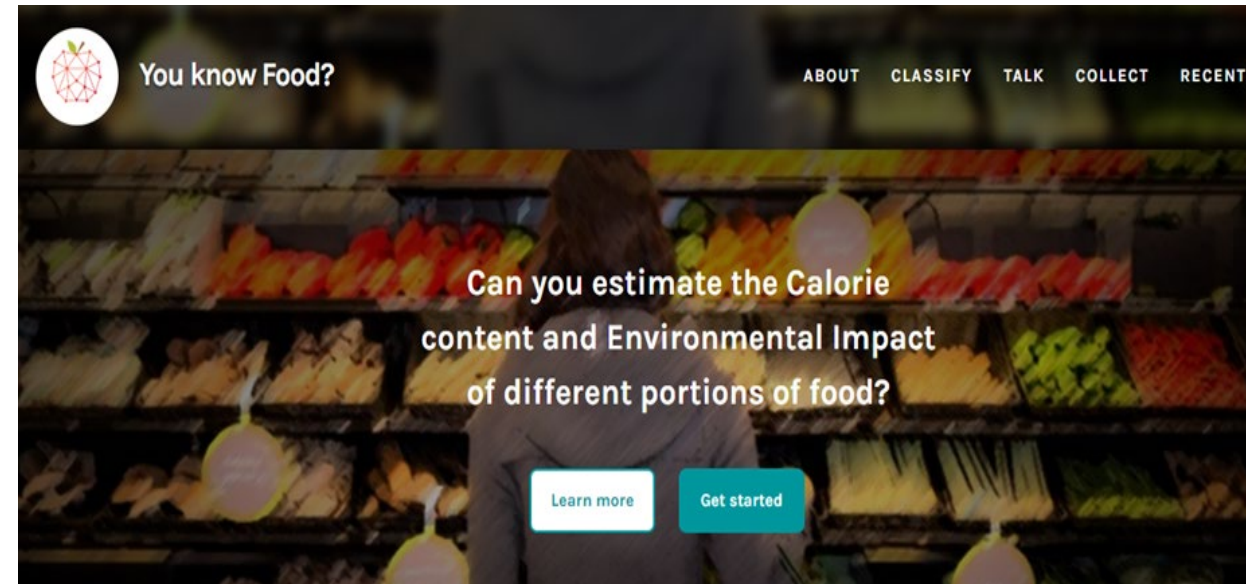 You know Food?
ABOUT CLASSIFY TALK COLLECT RECENT
Can you estimate the Calorie
content and Environmental Impact
of different portions of food?
Learn more
Get started